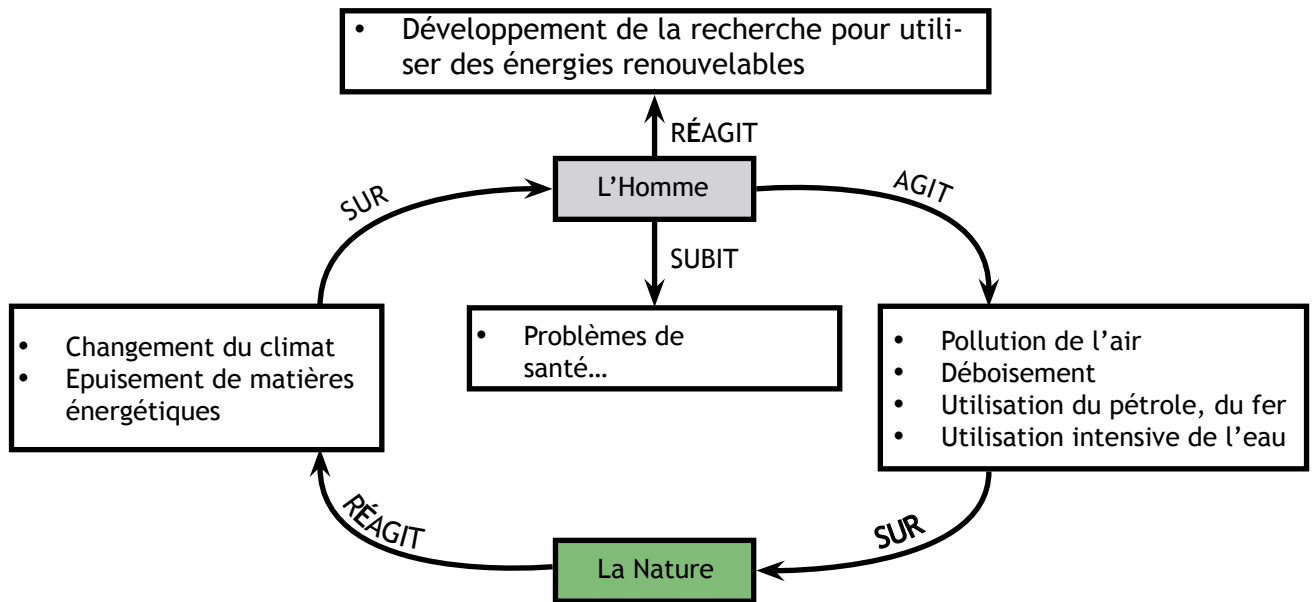 • Développement de la recherche pour utili-
ser des énergies renouvelables
RÉAGIT
L’Homme
AGIT
SUR
SUBIT
• Problèmes de
santé...
• Changement du climat
• Epuisement de matières
énergétiques
• Pollution de l’air
• Déboisement
• Utilisation du pétrole, du fer
• Utilisation intensive de l’eau
RÉAGIT
SUR
La Nature